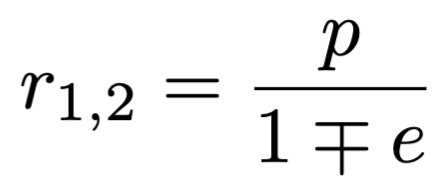 r_{1,2} = \frac{p}{1 \mp e}